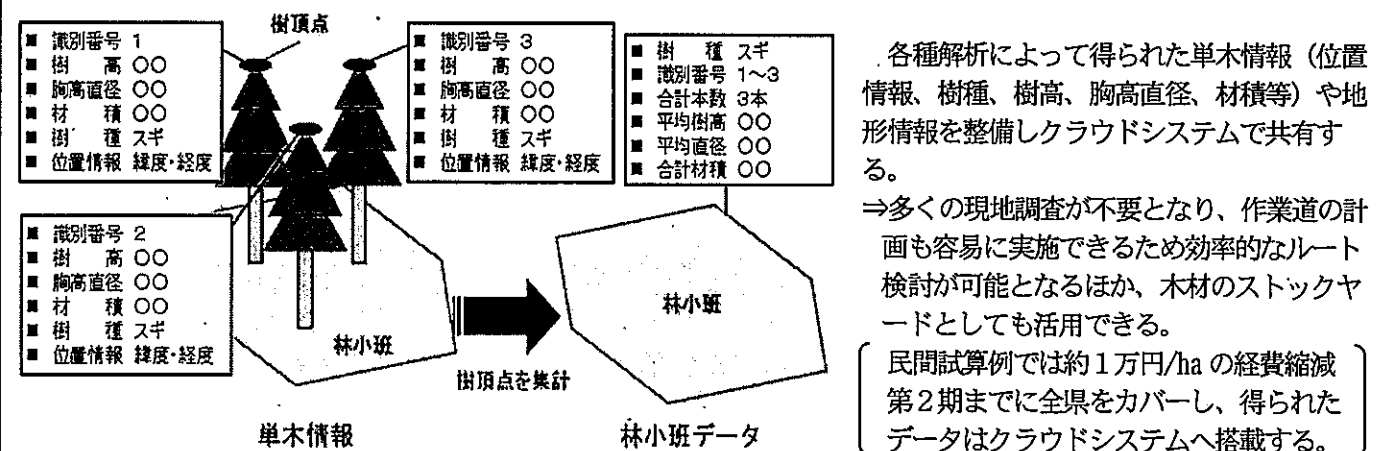 樹頂点
■ 識別番号 1
■ 樹 高 〇〇
■ 胸高直径 〇〇
■ 材 積 〇〇
■ 樹 種 スギ
■ 位置情報 緯度・経度
■ 識別番号 3
■ 樹 高 〇〇
■ 胸高直径 〇〇
■ 材 積 〇〇
■ 樹 種 スギ
■ 位置情報 緯度・経度
■ 識別番号 2
■ 樹 高 〇〇
■ 胸高直径 〇〇
■ 材 積 〇〇
■ 樹 種 スギ
■ 位置情報 緯度・経度
林小班
単木情報
樹頂点を集計
■ 樹 種 スギ
■ 識別番号 1～3
■ 合計本数 3本
■ 平均樹高 〇〇
■ 平均直径 〇〇
■ 合計材積 〇〇
林小班
林小班データ
各種解析によって得られた単木情報（位置
情報、樹種、樹高、胸高直径、材積等）や地
形情報を整備しクラウドシステムで共有す
る。
⇒多くの現地調査が不要となり、作業道の計
画も容易に実施できるため効率的なルート
検討が可能となるほか、木材のストックヤ
ードとしても活用できる。
民間試算例では約１万円/ha の経費縮減
第２期までに全県をカバーし、得られた
データはクラウドシステムへ搭載する。